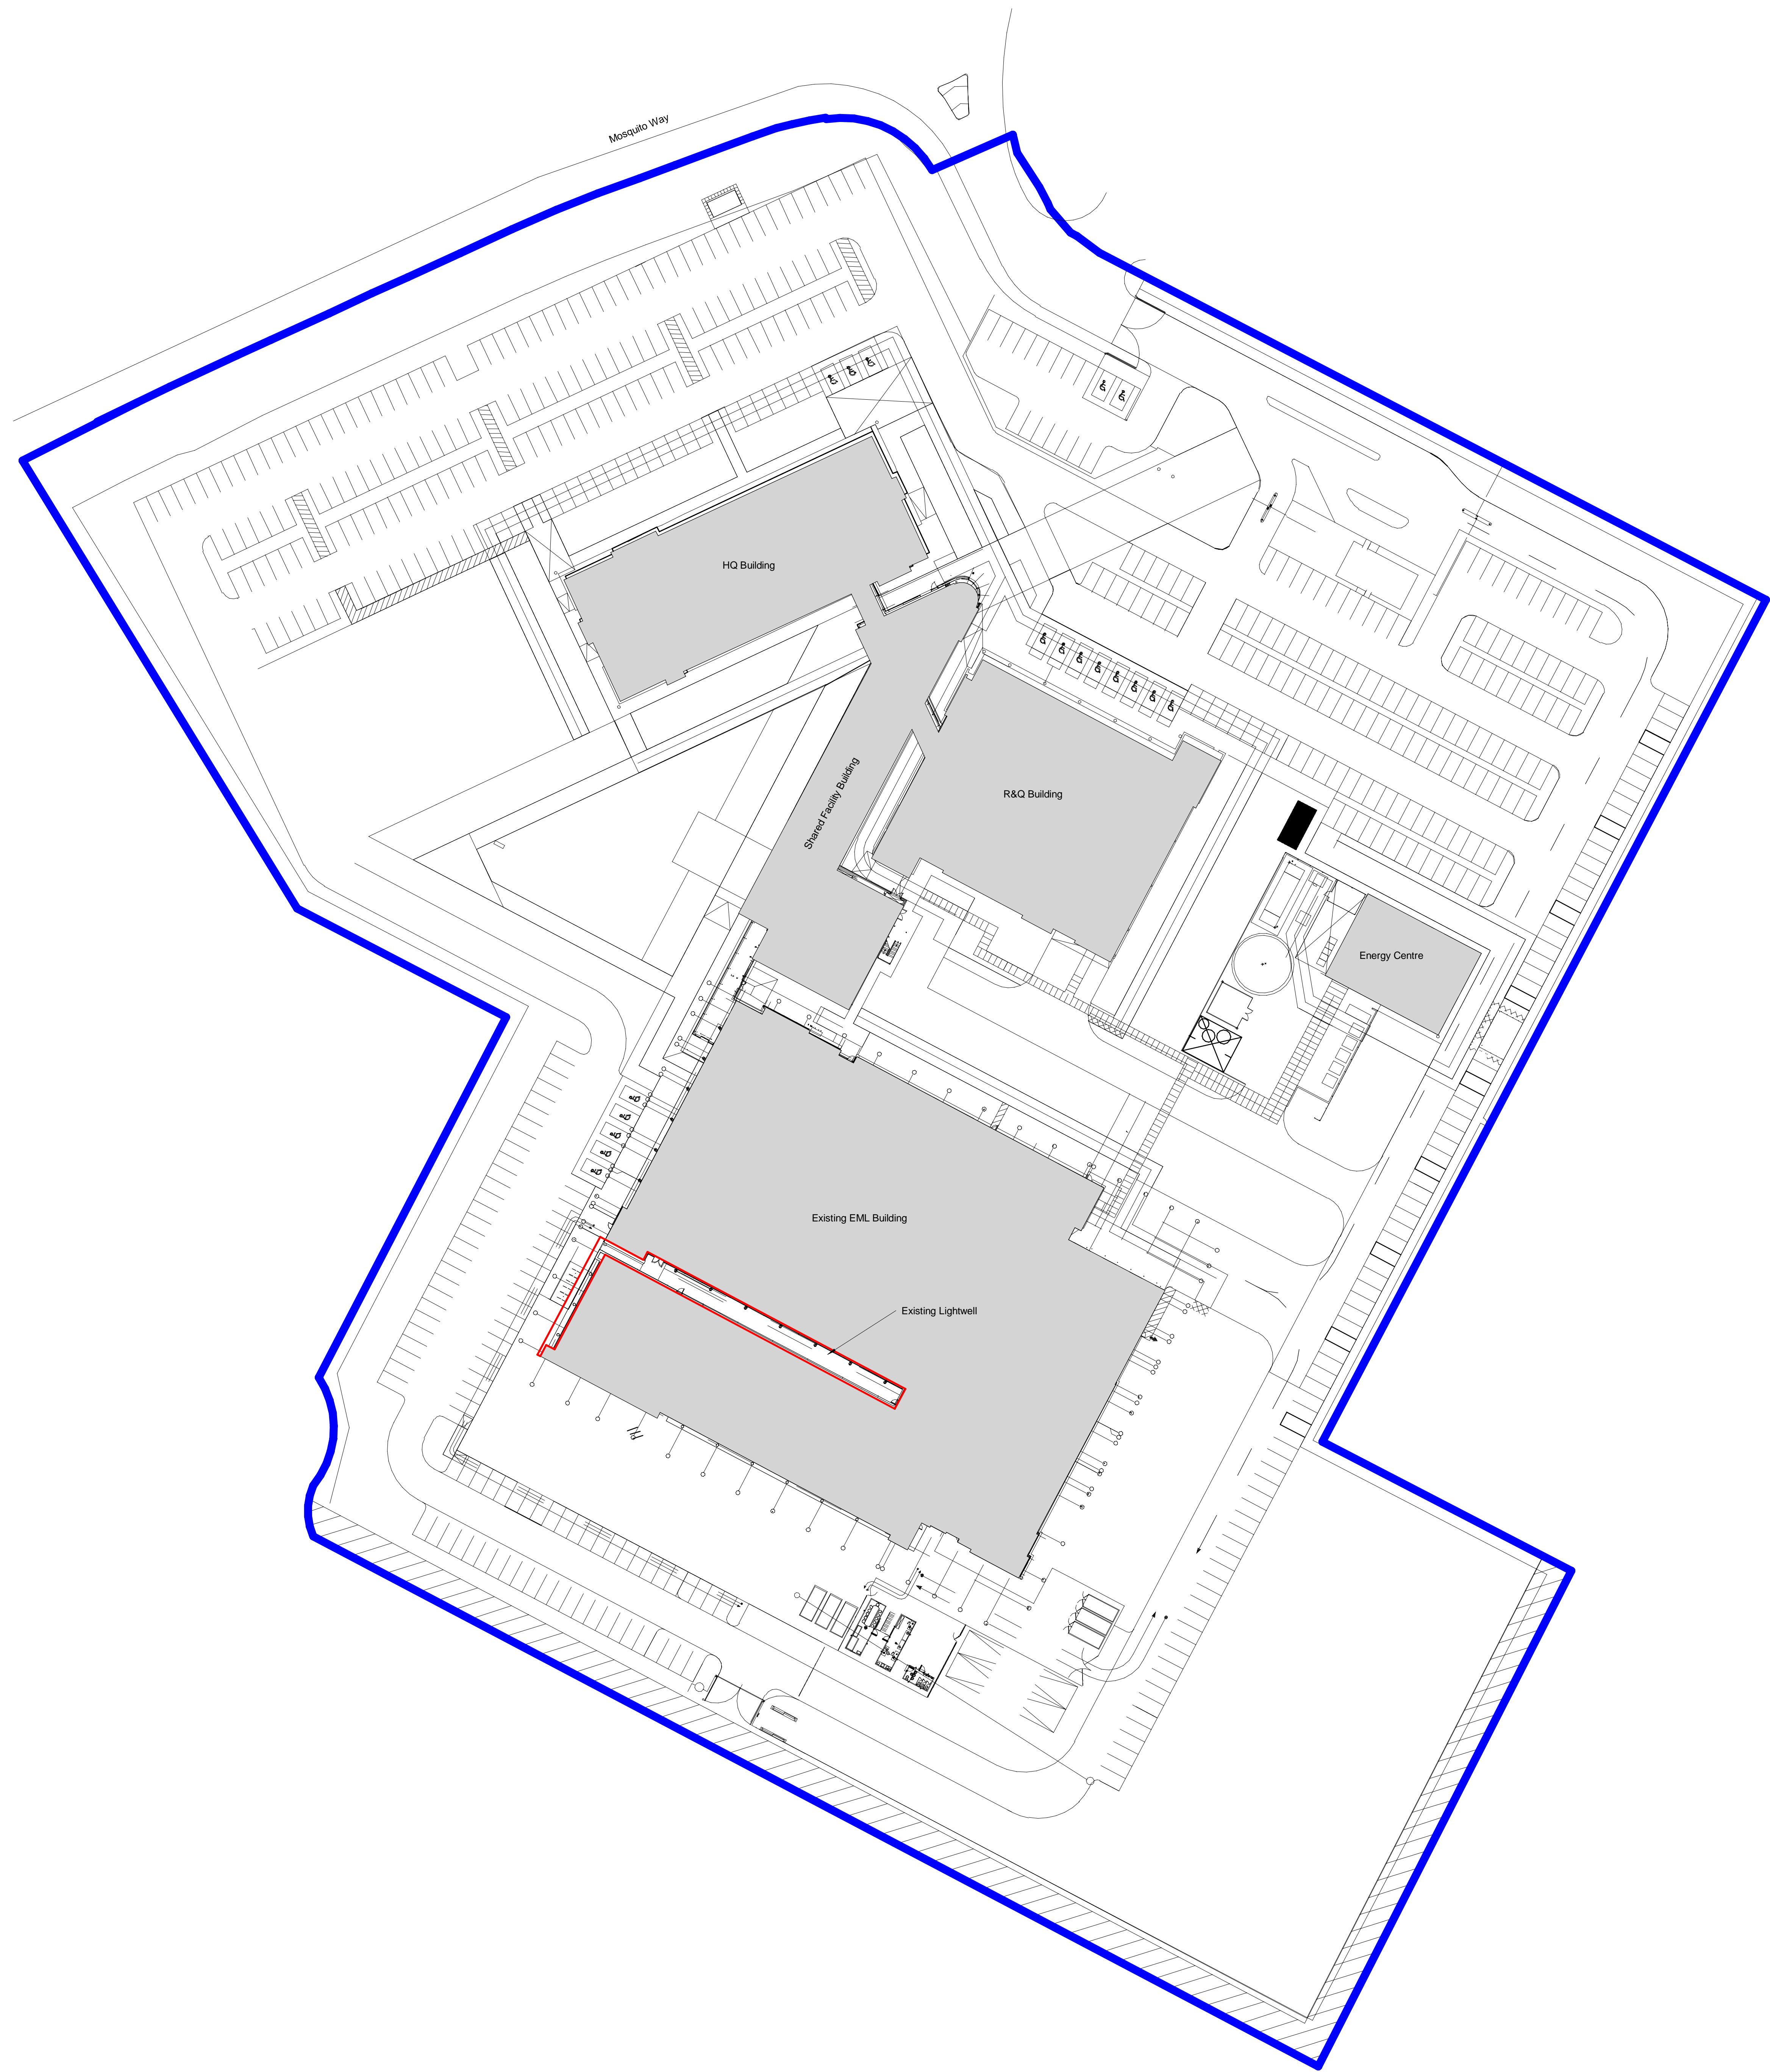 Mosquito Way
HQ Building
Shared Facility Building
R&Q Building
Energy Centre
Existing EML Building
Existing Lightwell